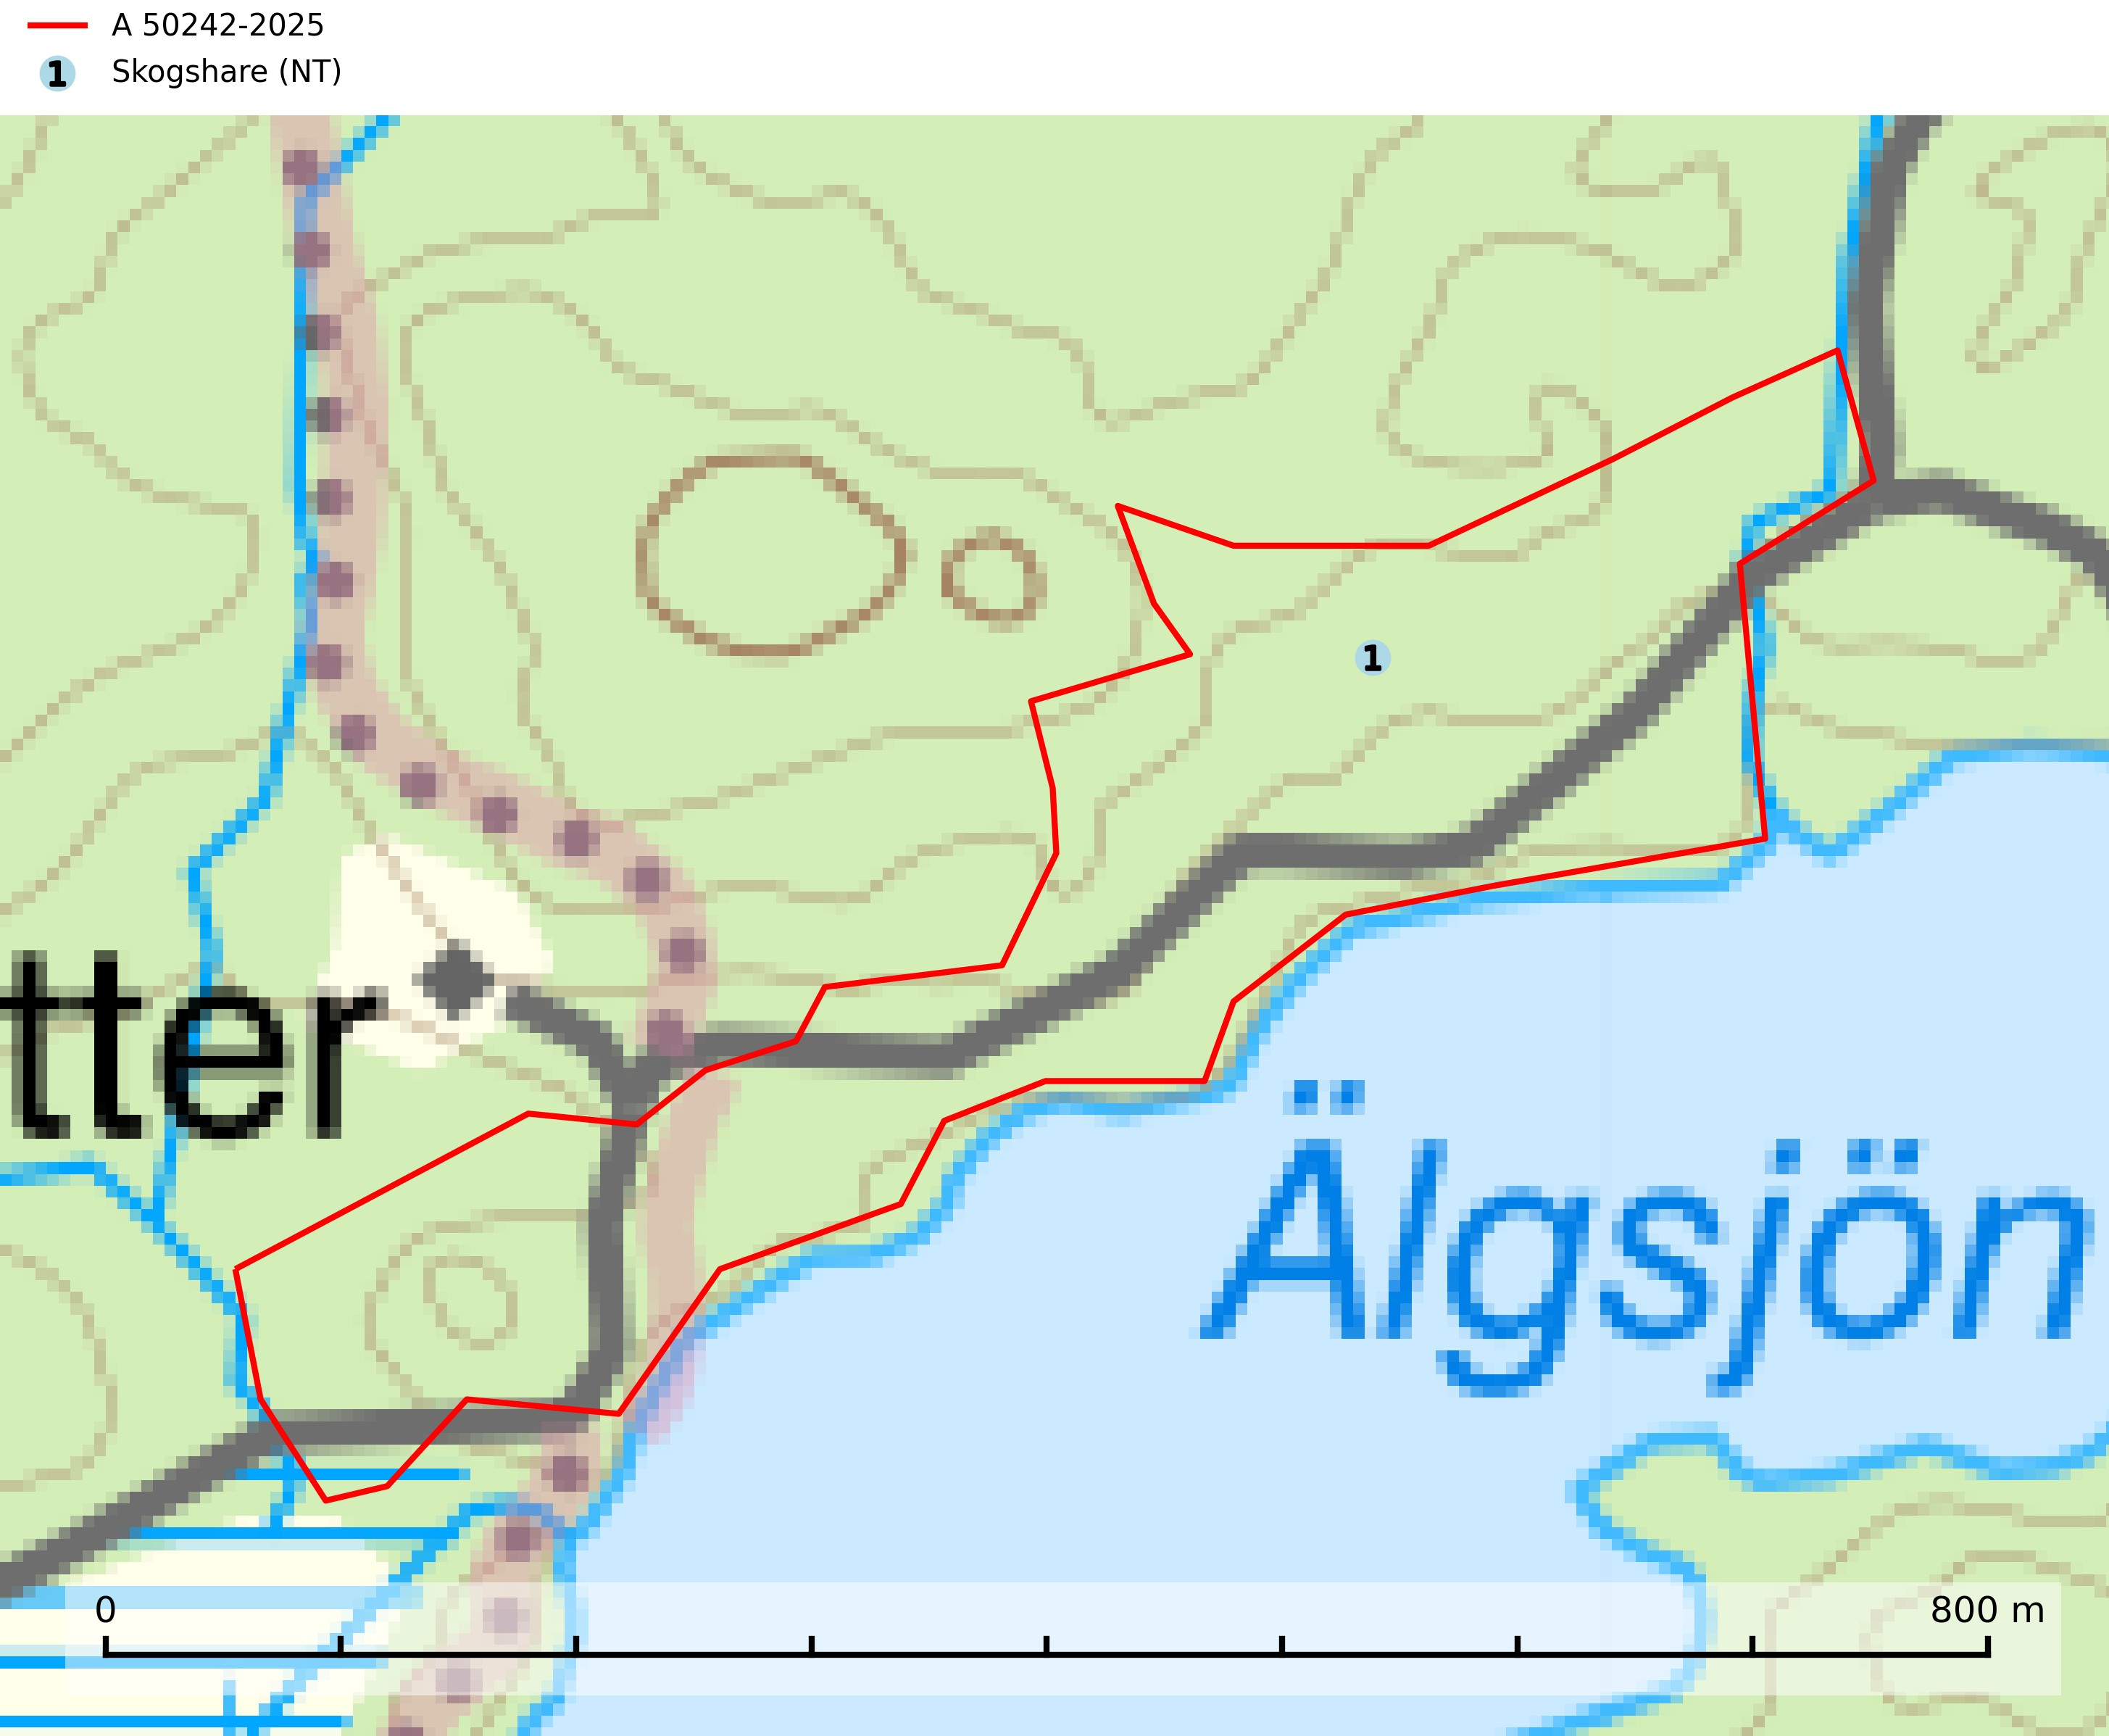 A 50242-2025
1 Skogshare (NT)
1
tter
Älgsjön
0 800 m